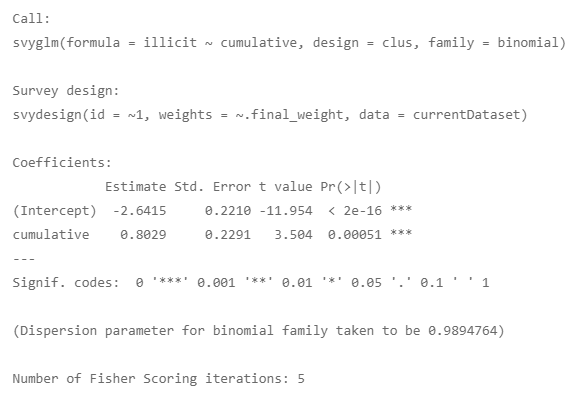 Call:
svyglm(formula = illicit ~ cumulative, design = clus, family = binomial)
Survey design:
svydesign(id = ~1, weights = ~.final_weight, data = currentDataset)
Coefficients:
Estimate Std. Error t value Pr(>|t|)
(Intercept) -2.6415 0.2210 -11.954 < 2e-16 ***
cumulative 0.8029 0.2291 3.504 0.00051 ***
---
Signif. codes: 0 '***' 0.001 '**' 0.01 '*' 0.05 '.' 0.1 ' ' 1
(Dispersion parameter for binomial family taken to be 0.9894764)
Number of Fisher Scoring iterations: 5